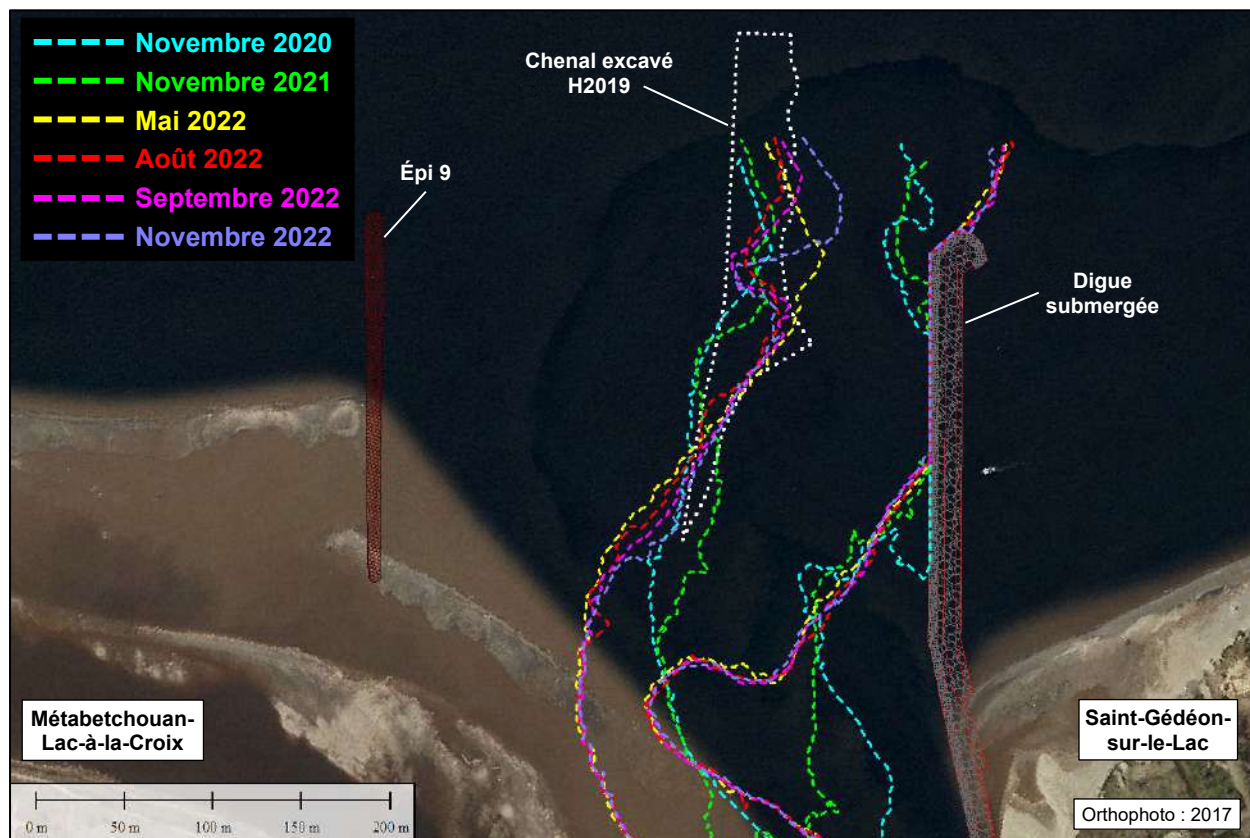 Novembre 2020
Novembre 2021
Mai 2022
Août 2022
Septembre 2022
Novembre 2022
Chenal excavé
H2019
Épi 9
Digue
submergée
Métabetchouan-
Lac-à-la-Croix
Saint-Gédéon-
sur-le-Lac
0 m 50 m 100 m 150 m 200 m
Orthophoto : 2017